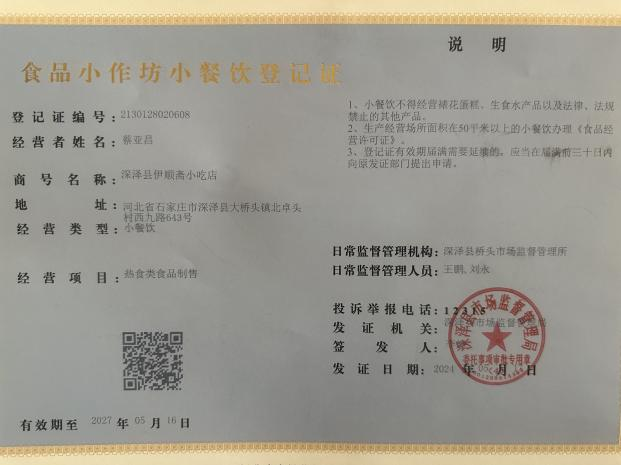 食品小作坊小餐饮登记证
登记证编号:2130128020608
经营者姓名:蔡亚昌
商号名称:深泽县伊顺斋小吃店
地址:河北省石家庄市深泽县大桥头镇北卓头
村西九路643号
经营类型:小餐饮
经营项目:热食类食品制售
有效期至 2027 年 05 月 16 日
说明
1、小餐饮不得经营裱花蛋糕、生食水产品以及法律、法规
禁止的其他产品。
2、生产经营场所面积在50平米以上的小餐饮办理《食品经
营许可证》。
3、登记证有效期届满需要延续的，应当在届满前三十日内
向原发证部门提出申请。
日常监督管理机构:深泽县桥头市场监督管理所
日常监督管理人员:王鹏,刘永
投诉举报电话:12315
发证机关:深泽县市场监督管理局
签发人:
发证日期:2024 年 05 月 日
深泽县市场监督管理局
委托事项审批专用章